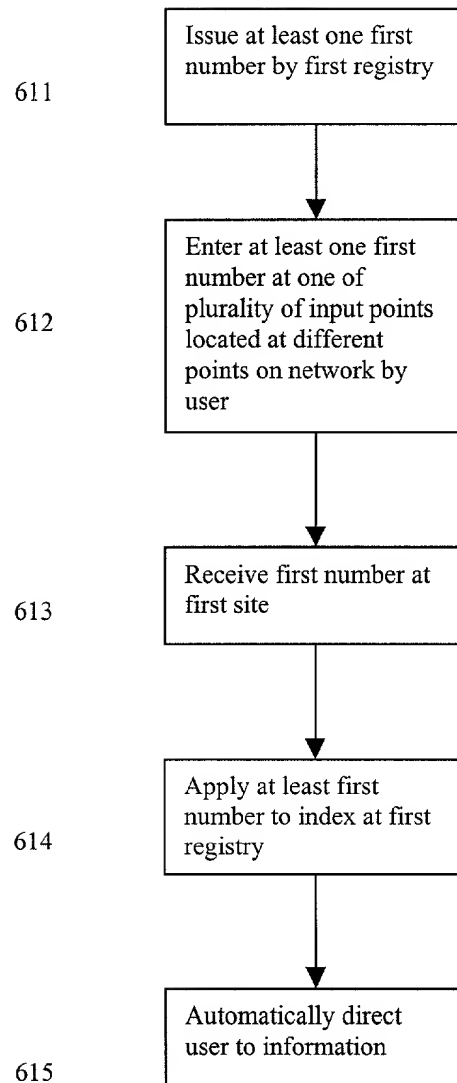 Issue at least one first
number by first registry
611
Enter at least one first
number at one of
plurality of input points
located at different
points on network by
user
612
Receive first number at
first site
613
Apply at least first
number to index at first
registry
614
Automatically direct
user to information
615